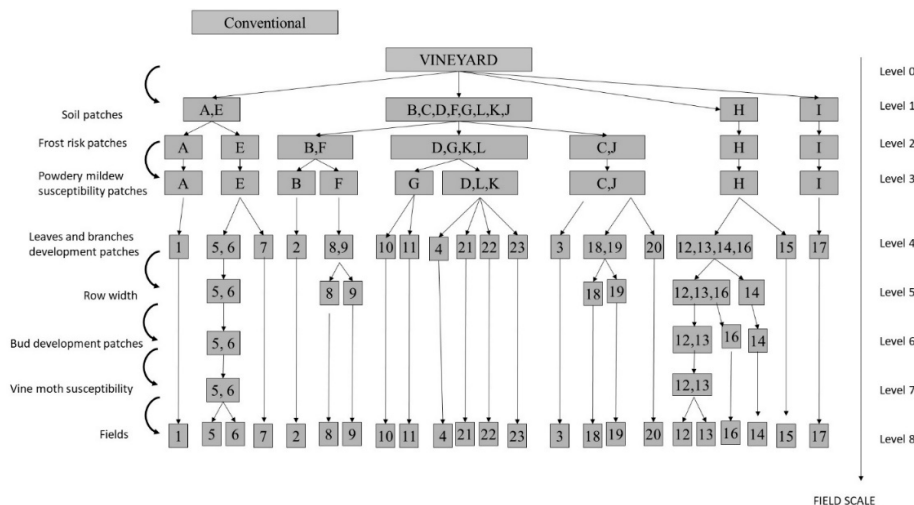 Conventional
VINEYARD
Level 0
Soil patches
A,E
B,C,D,F,G,L,K,J
H
I
Level 1
Frost risk patches
A
E
B,F
D,G,K,L
C,J
H
I
Level 2
Powdery mildew
susceptibility patches
A
E
B
F
G
D,L,K
C,J
H
I
Level 3
Leaves and branches
development patches
1
5, 6
7
2
8,9
10
11
4
21
22
23
3
18,19
20
12,13,14,16
15
17
Level 4
Row width
5, 6
8
9
18
19
12,13,16
14
Level 5
Bud development patches
5, 6
12,13
16
14
Level 6
Vine moth susceptibility
5, 6
12,13
Level 7
Fields
1
5
6
7
2
8
9
10
11
4
21
22
23
3
18
19
20
12
13
16
14
15
17
Level 8
FIELD SCALE